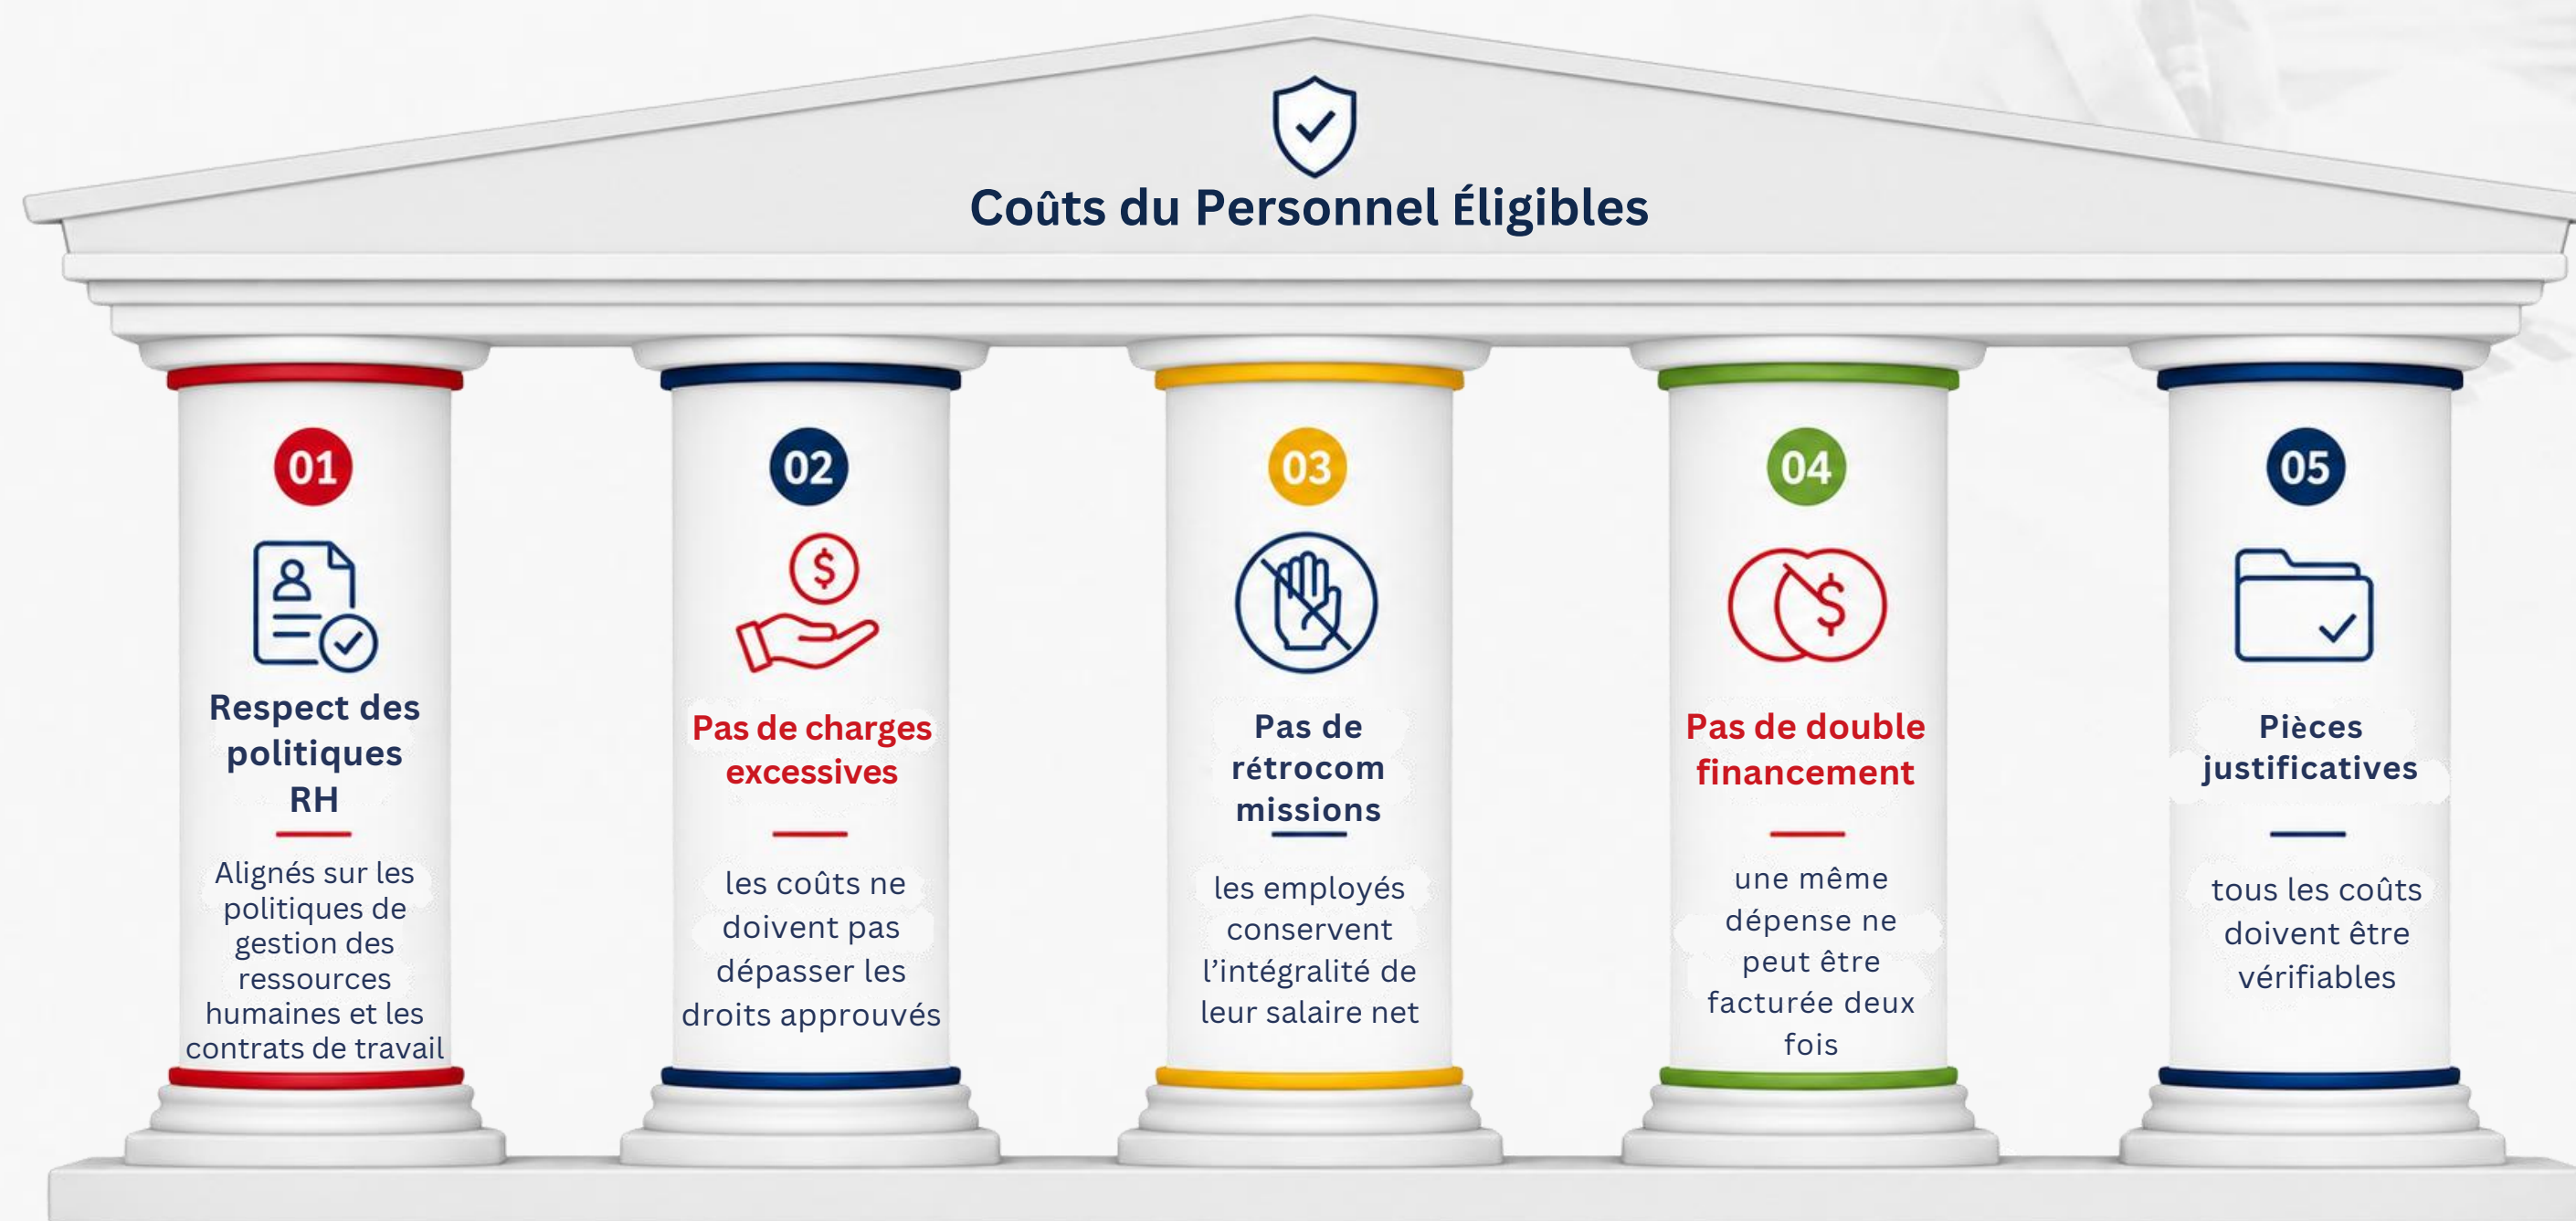 Coûts du Personnel Éligibles
01
Respect des
politiques
RH
Alignés sur les
politiques de
gestion des
ressources
humaines et les
contrats de travail
02
$
Pas de charges
excessives
les coûts ne
doivent pas
dépasser les
droits approuvés
03
Pas de
rétrocom
missions
les employés
conservent
l’intégralité de
leur salaire net
04
$
Pas de double
financement
une même
dépense ne
peut être
facturée deux
fois
05
Pièces
justificatives
tous les coûts
doivent être
vérifiables